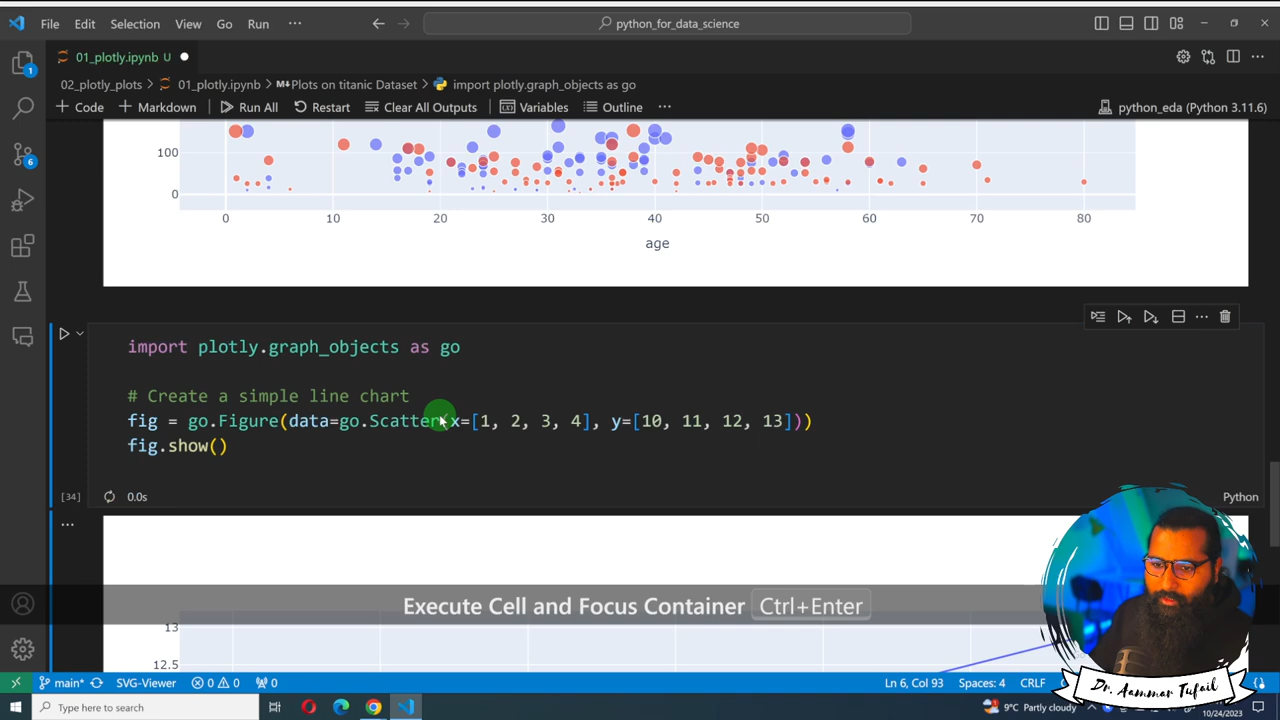 File Edit Selection View Go Run ··· python_for_data_science
01_plotly.ipynb U
02_plotly_plots > 01_plotly.ipynb > Plots on titanic Dataset > import plotly.graph_objects as go
+ Code + Markdown Run All Restart Clear All Outputs Variables Outline ··· python_eda (Python 3.11.6)
1
6
100
0
0 10 20 30 40 50 60 70 80
age
import plotly.graph_objects as go
# Create a simple line chart
fig = go.Figure(data=go.Scatter(x=[1, 2, 3, 4], y=[10, 11, 12, 13]))
fig.show()
[34] 0.0s Python
Execute Cell and Focus Container Ctrl+Enter
13
12.5
main* SVG-Viewer 0 0 0 Ln 6, Col 93 Spaces: 4 CRLF
Dr. Aammar Tufail
Type here to search 9°C Partly cloudy 10/24/2023